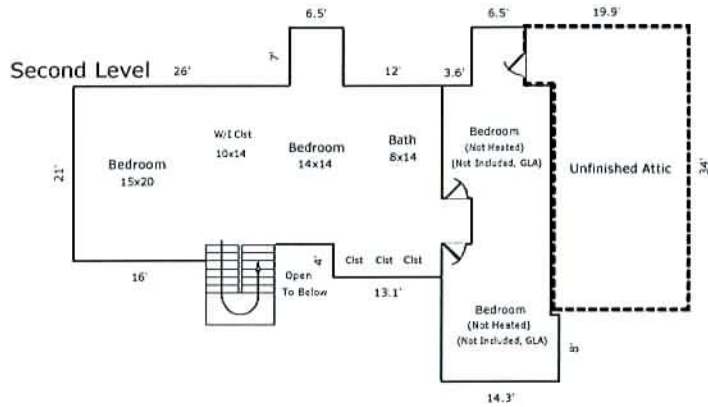 6.5'
6.5'
19.9'
7'
Second Level
26'
12'
3.6'
W/I Clst
10x14
Bedroom
14x14
Bath
8x14
Bedroom
(Not Heated)
(Not Included, GLA)
Bedroom
15x20
Unfinished Attic
21'
34'
16'
Open
To Below
4'
Clst Clst Clst
13.1'
Bedroom
(Not Heated)
(Not Included, GLA)
8'
14.3'